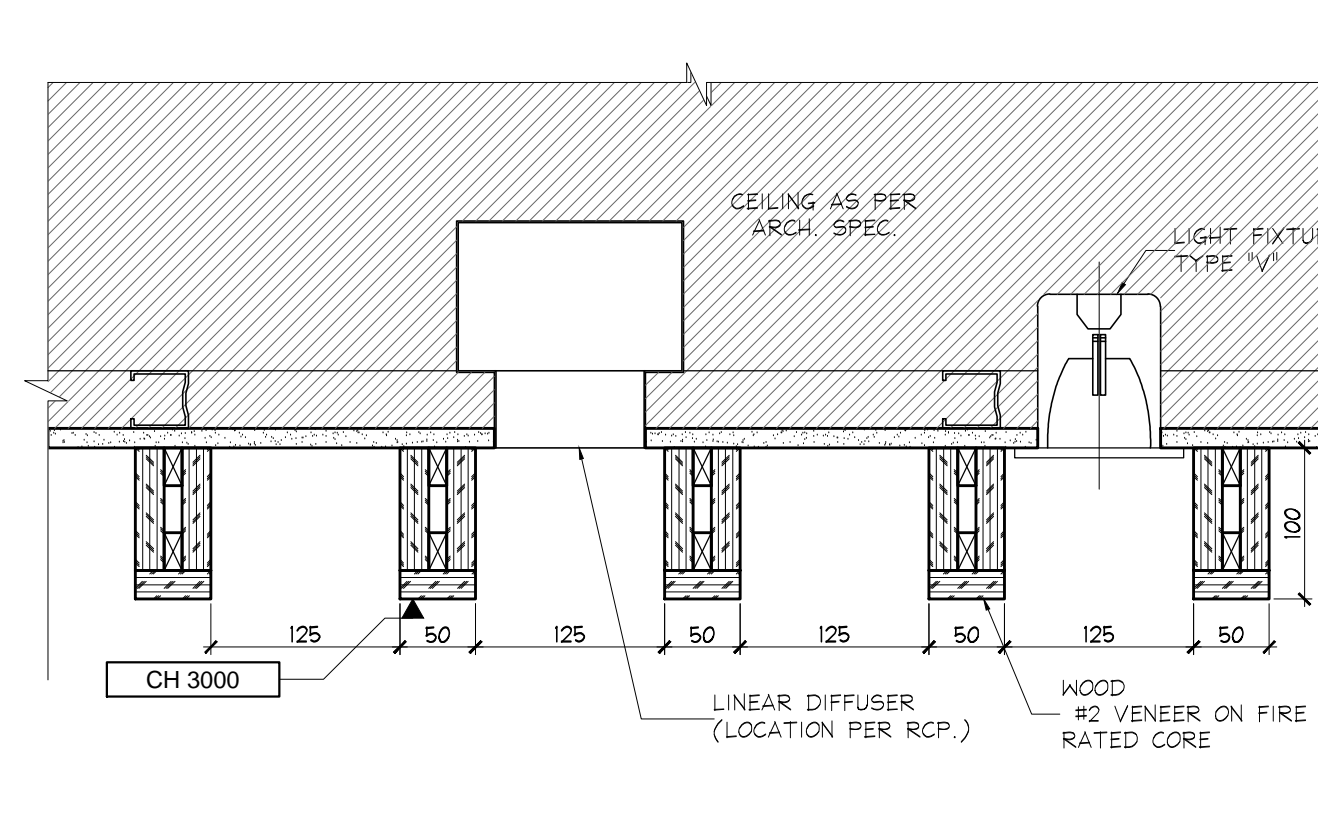 CEILING AS PER
ARCH. SPEC.
LIGHT FIXTU
TYPE "V"
100
125
50
125
50
125
50
125
50
CH 3000
LINEAR DIFFUSER
(LOCATION PER RCP.)
WOOD
#2 VENEER ON FIRE
RATED CORE